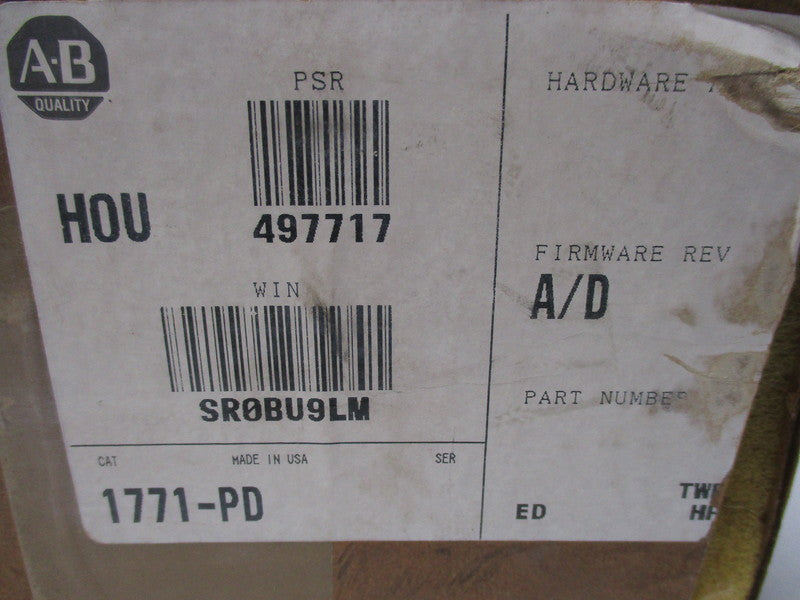 A-B
QUALITY
PSR
HOU
497717
WIN
SR0BU9LM
CAT
MADE IN USA
SER
1771-PD
HARDWARE
FIRMWARE REV
A/D
PART NUMBER
ED